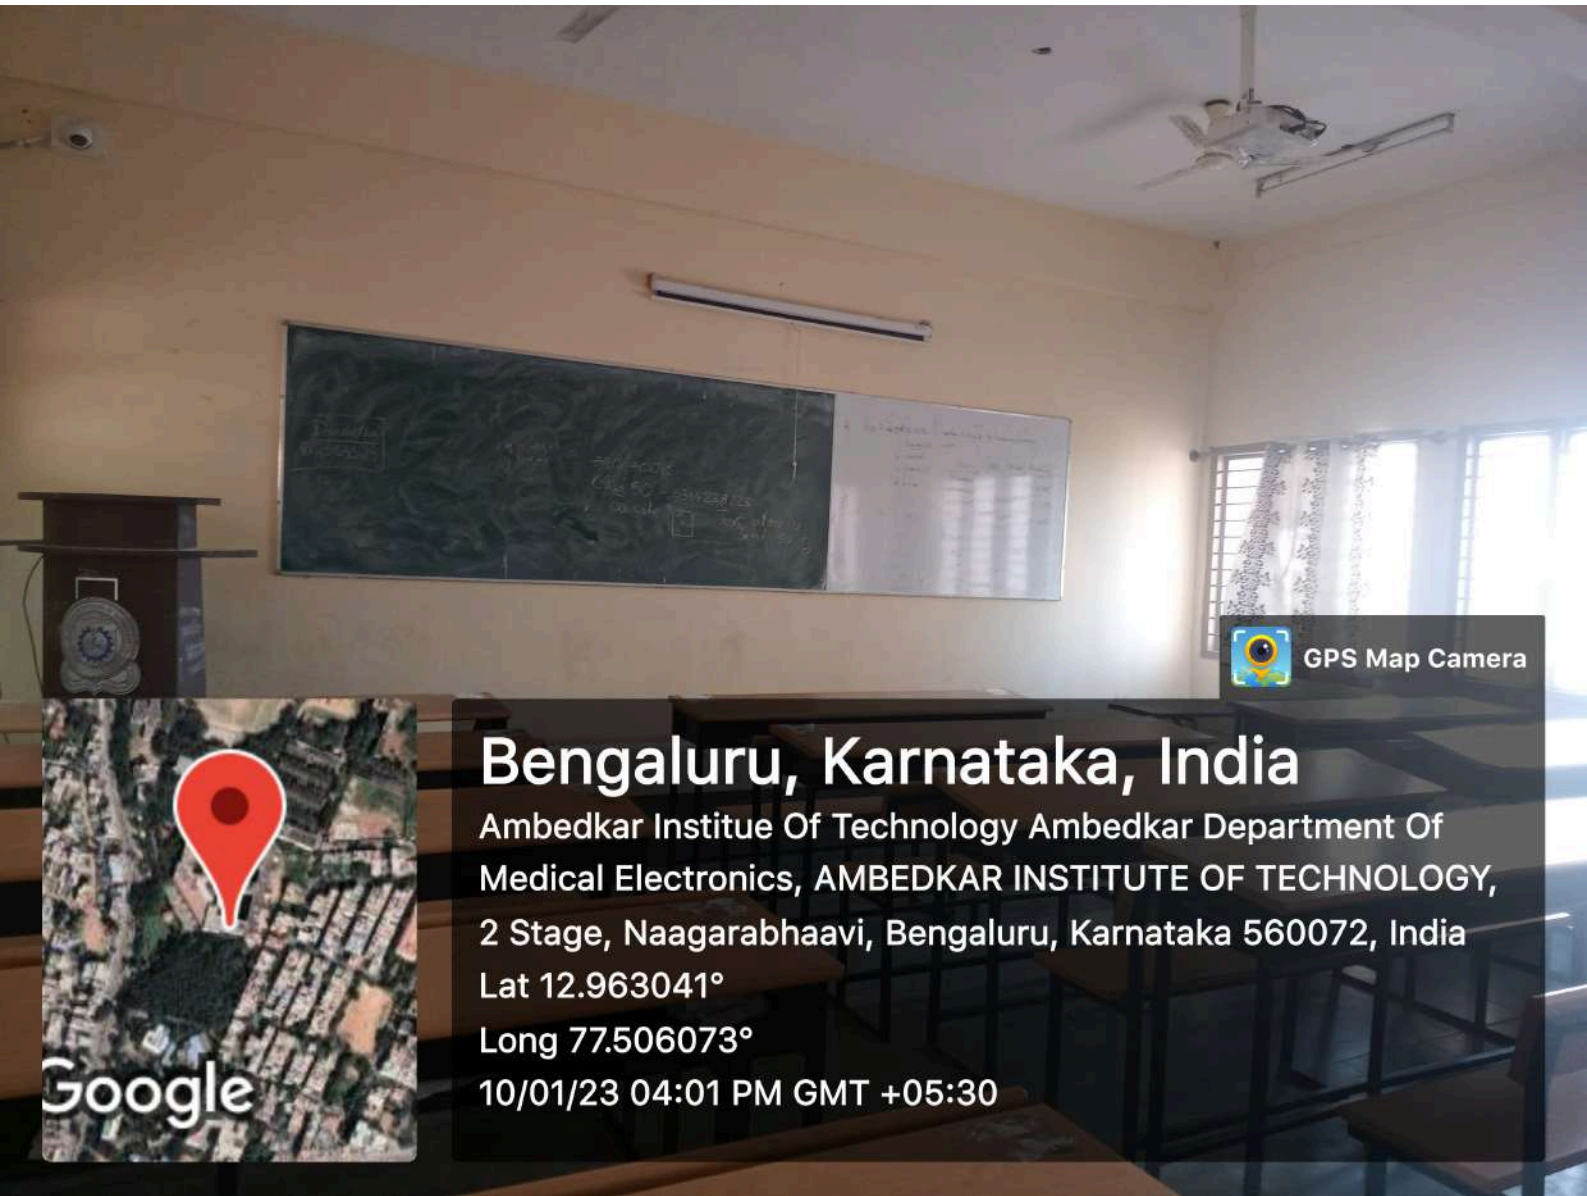 GPS Map Camera
Bengaluru, Karnataka, India
Ambedkar Institue Of Technology Ambedkar Department Of
Medical Electronics, AMBEDKAR INSTITUTE OF TECHNOLOGY,
2 Stage, Naagarabhaavi, Bengaluru, Karnataka 560072, India
Lat 12.963041°
Long 77.506073°
10/01/23 04:01 PM GMT +05:30
Google